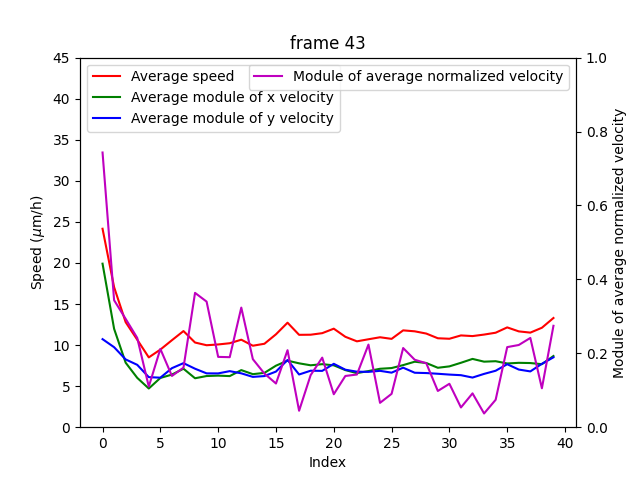 frame 43
Average speed
Average module of x velocity
Average module of y velocity
Module of average normalized velocity
Speed (μm/h)
45
40
35
30
25
20
15
10
5
0
1.0
0.8
0.6
0.4
0.2
0.0
Module of average normalized velocity
0 5 10 15 20 25 30 35 40
Index